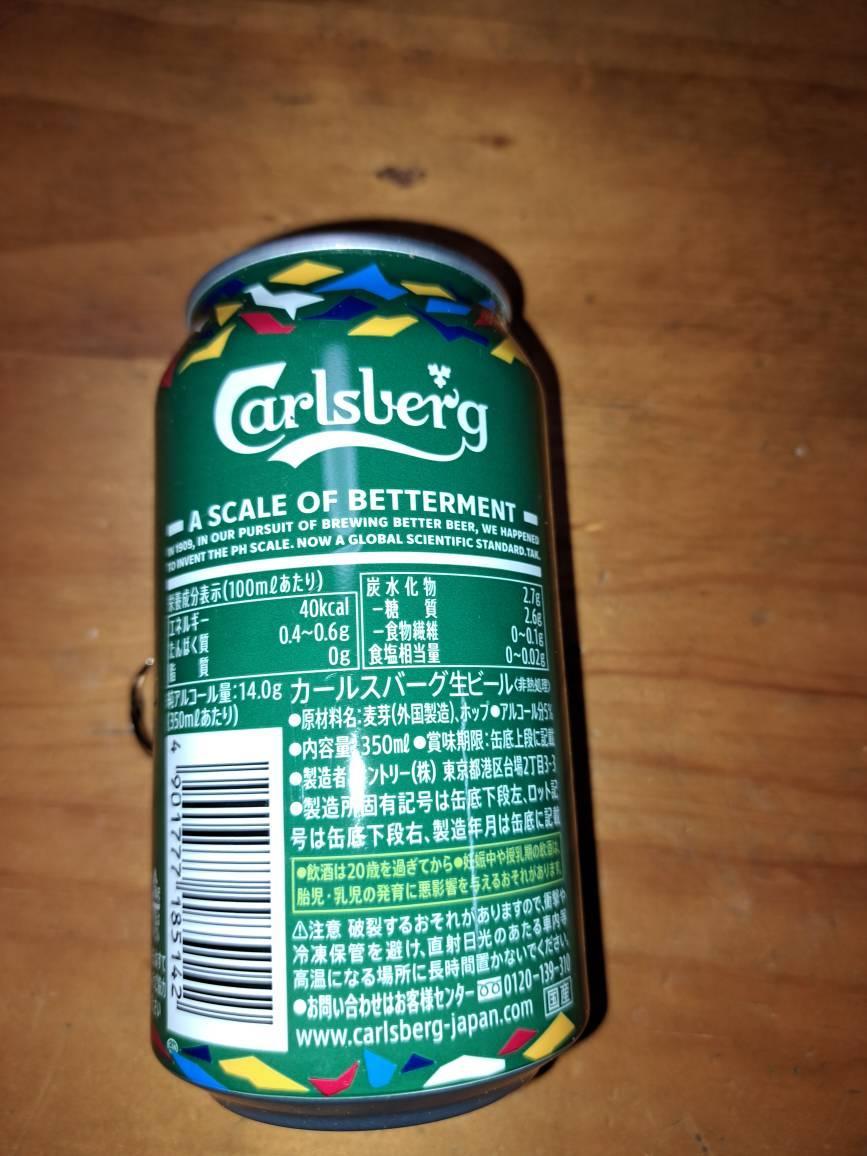 Carlsberg
A SCALE OF BETTERMENT
IN 1909, IN OUR PURSUIT OF BREWING BETTER BEER, WE HAPPENED
TO INVENT THE PH SCALE. NOW A GLOBAL SCIENTIFIC STANDARD. TAK.
栄養成分表示(100mlあたり)
エネルギー 40kcal
たんぱく質 0.4~0.6g
脂 質 0g
炭水化物 2.7g
-糖 質 2.6g
-食物繊維 0~0.1g
食塩相当量 0~0.02g
純アルコール量:14.0g
(350mlあたり)
カールスバーグ生ビール<非熱処理>
●原材料名:麦芽(外国製造)、ホップ●アルコール分5%
●内容量:350ml●賞味期限:缶底上段に記載
●製造者 ントリー(株) 東京都港区台場2丁目3-3
●製造所固有記号は缶底下段左、ロット記
号は缶底下段右、製造年月は缶底に記載
●飲酒は20歳を過ぎてから●妊娠中や授乳期の飲酒は、
胎児・乳児の発育に悪影響を与えるおそれがあります。
⚠注意 破裂するおそれがありますので、衝撃や
冷凍保管を避け、直射日光のあたる車内等
高温になる場所に長時間置かないでください。
●お問い合わせはお客様センター 0120-139-310
www.carlsberg-japan.com 国産
4 901777 185142